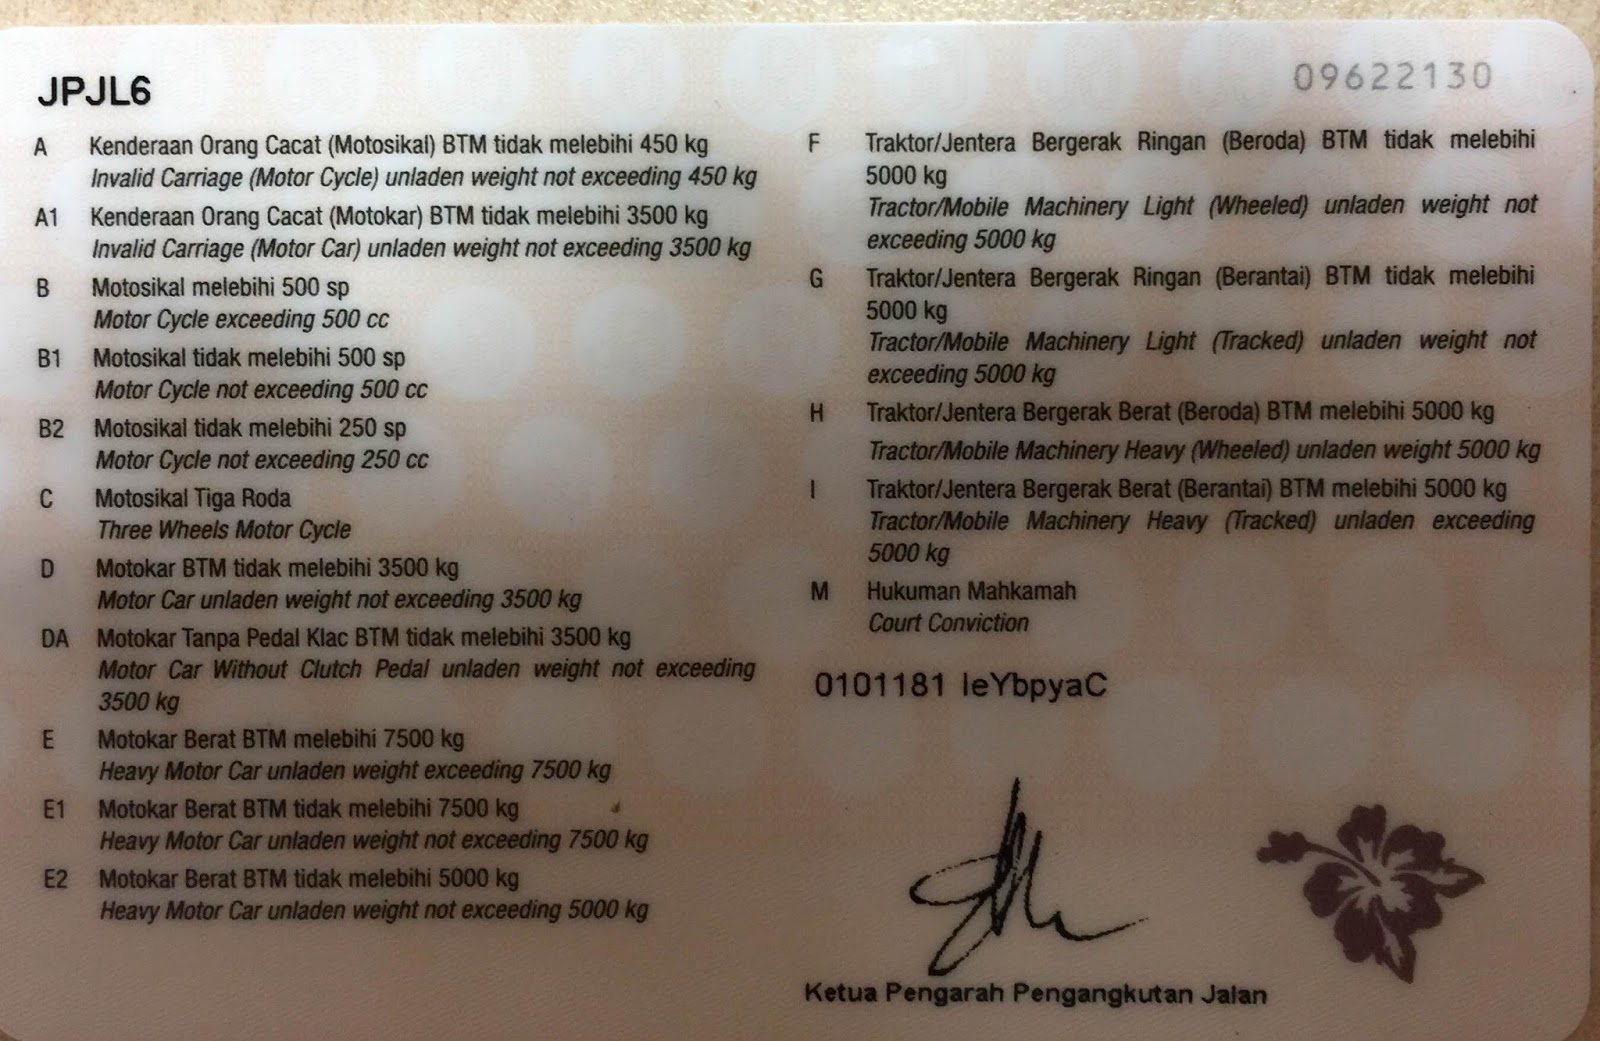 JPJL6
09622130
A Kenderaan Orang Cacat (Motosikal) BTM tidak melebihi 450 kg
Invalid Carriage (Motor Cycle) unladen weight not exceeding 450 kg
A1 Kenderaan Orang Cacat (Motokar) BTM tidak melebihi 3500 kg
Invalid Carriage (Motor Car) unladen weight not exceeding 3500 kg
B Motosikal melebihi 500 sp
Motor Cycle exceeding 500 cc
B1 Motosikal tidak melebihi 500 sp
Motor Cycle not exceeding 500 cc
B2 Motosikal tidak melebihi 250 sp
Motor Cycle not exceeding 250 cc
C Motosikal Tiga Roda
Three Wheels Motor Cycle
D Motokar BTM tidak melebihi 3500 kg
Motor Car unladen weight not exceeding 3500 kg
DA Motokar Tanpa Pedal Klac BTM tidak melebihi 3500 kg
Motor Car Without Clutch Pedal unladen weight not exceeding
3500 kg
E Motokar Berat BTM melebihi 7500 kg
Heavy Motor Car unladen weight exceeding 7500 kg
E1 Motokar Berat BTM tidak melebihi 7500 kg
Heavy Motor Car unladen weight not exceeding 7500 kg
E2 Motokar Berat BTM tidak melebihi 5000 kg
Heavy Motor Car unladen weight not exceeding 5000 kg
F Traktor/Jentera Bergerak Ringan (Beroda) BTM tidak melebihi
5000 kg
Tractor/Mobile Machinery Light (Wheeled) unladen weight not
exceeding 5000 kg
G Traktor/Jentera Bergerak Ringan (Berantai) BTM tidak melebihi
5000 kg
Tractor/Mobile Machinery Light (Tracked) unladen weight not
exceeding 5000 kg
H Traktor/Jentera Bergerak Berat (Beroda) BTM melebihi 5000 kg
Tractor/Mobile Machinery Heavy (Wheeled) unladen weight 5000 kg
I Traktor/Jentera Bergerak Berat (Berantai) BTM melebihi 5000 kg
Tractor/Mobile Machinery Heavy (Tracked) unladen exceeding
5000 kg
M Hukuman Mahkamah
Court Conviction
0101181 IeYbpyaC
Ketua Pengarah Pengangkutan Jalan